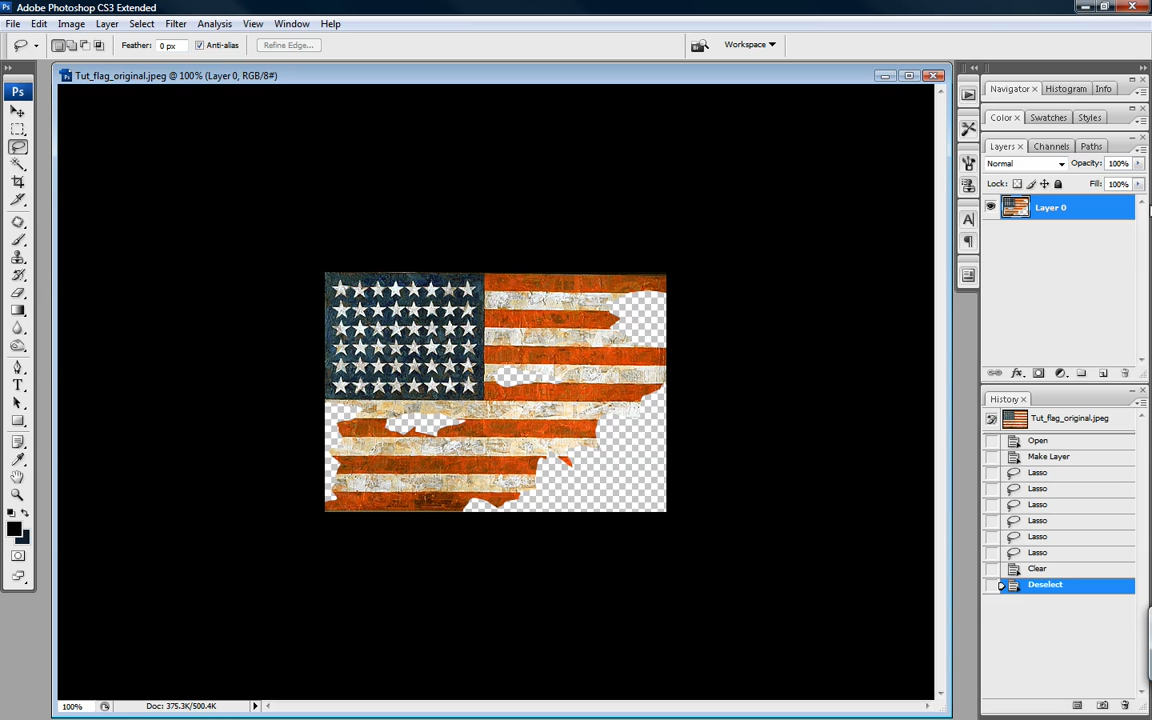 Ps Adobe Photoshop CS3 Extended
File Edit Image Layer Select Filter Analysis View Window Help
Feather: 0 px Anti-alias Refine Edge... Workspace
Tut_flag_original.jpeg @ 100% (Layer 0, RGB/8#)
Ps
T
Navigator × Histogram Info
Color × Swatches Styles
Layers × Channels Paths
Normal Opacity: 100%
Lock: Fill: 100%
Layer 0
A
fx
History ×
Tut_flag_original.jpeg
Open
Make Layer
Lasso
Lasso
Lasso
Lasso
Lasso
Lasso
Clear
Deselect
100% Doc: 375.3K/500.4K